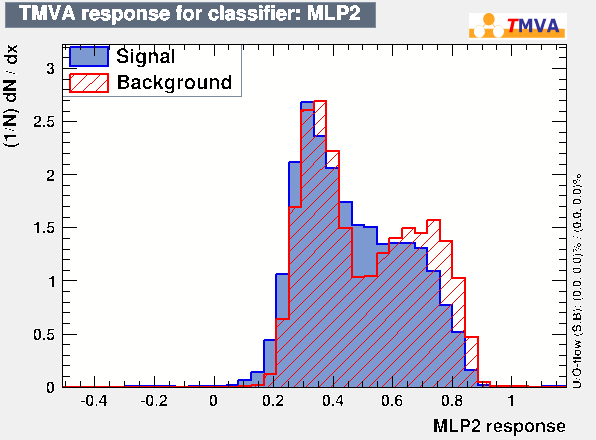 TMVA response for classifier: MLP2
TMVA
Signal
Background
(1/N) dN / dx
3
2.5
2
1.5
1
0.5
0
-0.4 -0.2 0 0.2 0.4 0.6 0.8 1
MLP2 response
U/O-flow (S,B): (0.0, 0.0)% / (0.0, 0.0)%